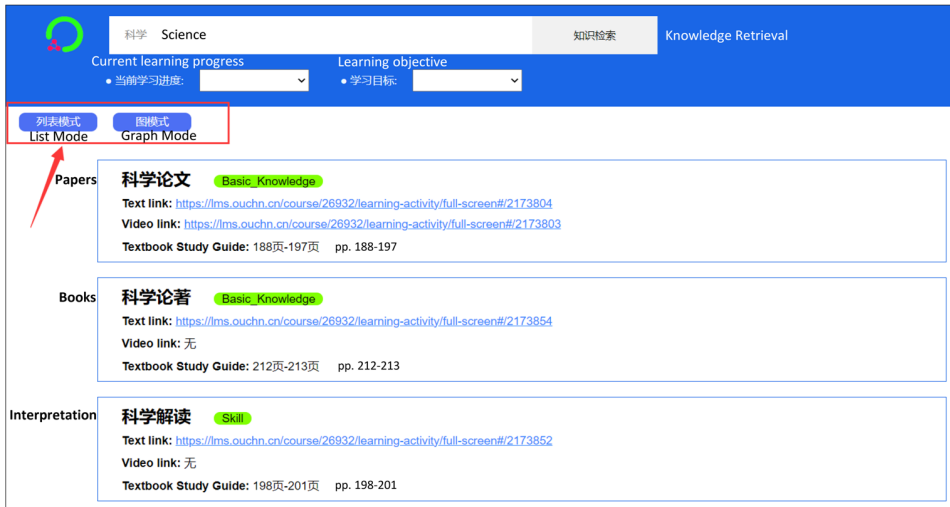 科学 Science 知识检索 Knowledge Retrieval
Current learning progress Learning objective
● 当前学习进度: ● 学习目标:
列表模式 图模式
List Mode Graph Mode
Papers 科学论文 Basic_Knowledge
Text link: https://lms.ouchn.cn/course/26932/learning-activity/full-screen#/2173804
Video link: https://lms.ouchn.cn/course/26932/learning-activity/full-screen#/2173803
Textbook Study Guide: 188页-197页 pp. 188-197
Books 科学论著 Basic_Knowledge
Text link: https://lms.ouchn.cn/course/26932/learning-activity/full-screen#/2173854
Video link: 无
Textbook Study Guide: 212页-213页 pp. 212-213
Interpretation 科学解读 Skill
Text link: https://lms.ouchn.cn/course/26932/learning-activity/full-screen#/2173852
Video link: 无
Textbook Study Guide: 198页-201页 pp. 198-201